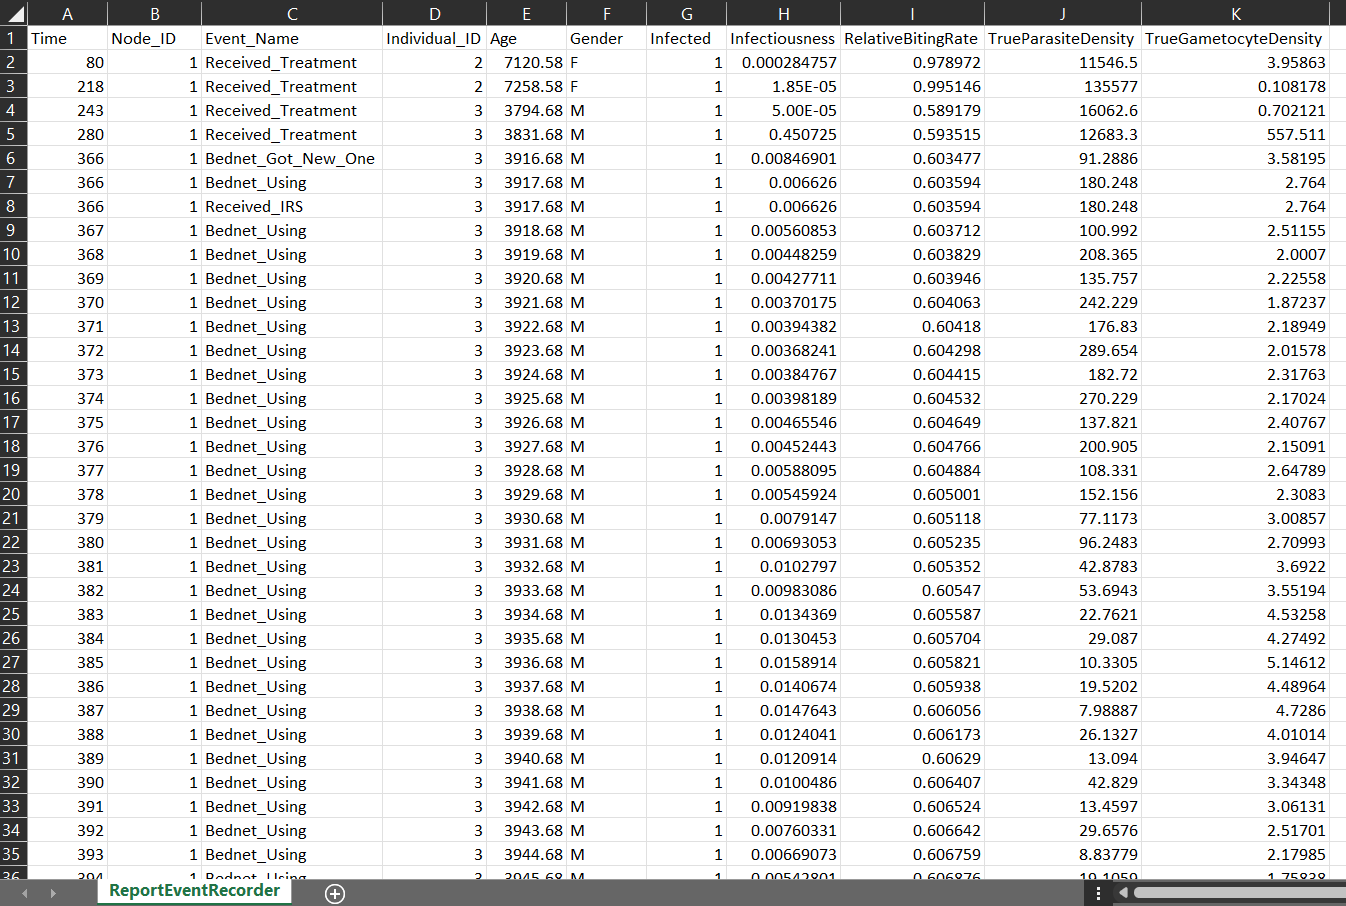 A B C D E F G H I J K
1 Time Node_ID Event_Name Individual_ID Age Gender Infected Infectiousness RelativeBitingRate TrueParasiteDensity TrueGametocyteDensity
2 80 1 Received_Treatment 2 7120.58 F 1 0.000284757 0.978972 11546.5 3.95863
3 218 1 Received_Treatment 2 7258.58 F 1 1.85E-05 0.995146 135577 0.108178
4 243 1 Received_Treatment 3 3794.68 M 1 5.00E-05 0.589179 16062.6 0.702121
5 280 1 Received_Treatment 3 3831.68 M 1 0.450725 0.593515 12683.3 557.511
6 366 1 Bednet_Got_New_One 3 3916.68 M 1 0.00846901 0.603477 91.2886 3.58195
7 366 1 Bednet_Using 3 3917.68 M 1 0.006626 0.603594 180.248 2.764
8 366 1 Received_IRS 3 3917.68 M 1 0.006626 0.603594 180.248 2.764
9 367 1 Bednet_Using 3 3918.68 M 1 0.00560853 0.603712 100.992 2.51155
10 368 1 Bednet_Using 3 3919.68 M 1 0.00448259 0.603829 208.365 2.0007
11 369 1 Bednet_Using 3 3920.68 M 1 0.00427711 0.603946 135.757 2.22558
12 370 1 Bednet_Using 3 3921.68 M 1 0.00370175 0.604063 242.229 1.87237
13 371 1 Bednet_Using 3 3922.68 M 1 0.00394382 0.60418 176.83 2.18949
14 372 1 Bednet_Using 3 3923.68 M 1 0.00368241 0.604298 289.654 2.01578
15 373 1 Bednet_Using 3 3924.68 M 1 0.00384767 0.604415 182.72 2.31763
16 374 1 Bednet_Using 3 3925.68 M 1 0.00398189 0.604532 270.229 2.17024
17 375 1 Bednet_Using 3 3926.68 M 1 0.00465546 0.604649 137.821 2.40767
18 376 1 Bednet_Using 3 3927.68 M 1 0.00452443 0.604766 200.905 2.15091
19 377 1 Bednet_Using 3 3928.68 M 1 0.00588095 0.604884 108.331 2.64789
20 378 1 Bednet_Using 3 3929.68 M 1 0.00545924 0.605001 152.156 2.3083
21 379 1 Bednet_Using 3 3930.68 M 1 0.0079147 0.605118 77.1173 3.00857
22 380 1 Bednet_Using 3 3931.68 M 1 0.00693053 0.605235 96.2483 2.70993
23 381 1 Bednet_Using 3 3932.68 M 1 0.0102797 0.605352 42.8783 3.6922
24 382 1 Bednet_Using 3 3933.68 M 1 0.00983086 0.60547 53.6943 3.55194
25 383 1 Bednet_Using 3 3934.68 M 1 0.0134369 0.605587 22.7621 4.53258
26 384 1 Bednet_Using 3 3935.68 M 1 0.0130453 0.605704 29.087 4.27492
27 385 1 Bednet_Using 3 3936.68 M 1 0.0158914 0.605821 10.3305 5.14612
28 386 1 Bednet_Using 3 3937.68 M 1 0.0140674 0.605938 19.5202 4.48964
29 387 1 Bednet_Using 3 3938.68 M 1 0.0147643 0.606056 7.98887 4.7286
30 388 1 Bednet_Using 3 3939.68 M 1 0.0124041 0.606173 26.1327 4.01014
31 389 1 Bednet_Using 3 3940.68 M 1 0.0120914 0.60629 13.094 3.94647
32 390 1 Bednet_Using 3 3941.68 M 1 0.0100486 0.606407 42.829 3.34348
33 391 1 Bednet_Using 3 3942.68 M 1 0.00919838 0.606524 13.4597 3.06131
34 392 1 Bednet_Using 3 3943.68 M 1 0.00760331 0.606642 29.6576 2.51701
35 393 1 Bednet_Using 3 3944.68 M 1 0.00669073 0.606759 8.83779 2.17985
36 394 1 Bednet_Using 3 3945.68 M 1 0.00542801 0.606876 19.1059 1.75838
ReportEventRecorder